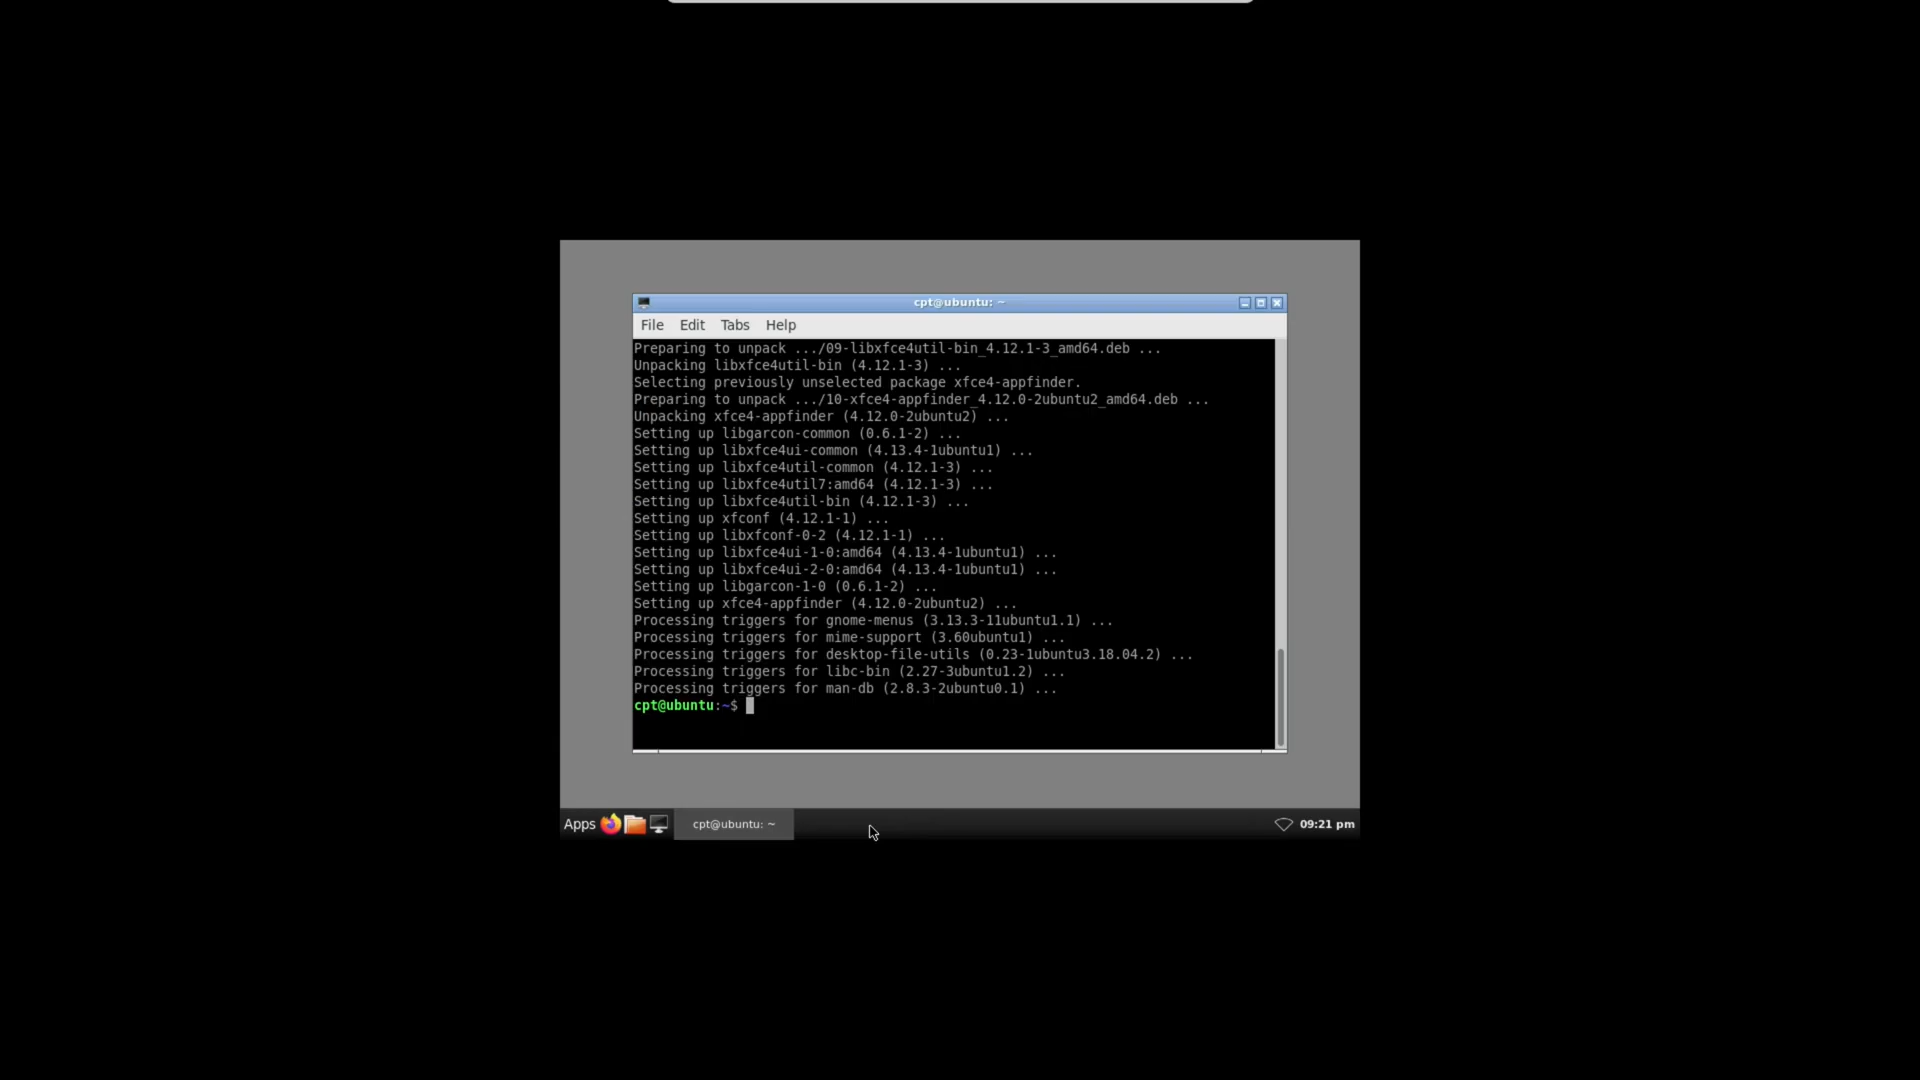 cpt@ubuntu: ~
File Edit Tabs Help
Preparing to unpack .../09-libxfce4util-bin_4.12.1-3_amd64.deb ...
Unpacking libxfce4util-bin (4.12.1-3) ...
Selecting previously unselected package xfce4-appfinder.
Preparing to unpack .../10-xfce4-appfinder_4.12.0-2ubuntu2_amd64.deb ...
Unpacking xfce4-appfinder (4.12.0-2ubuntu2) ...
Setting up libgarcon-common (0.6.1-2) ...
Setting up libxfce4ui-common (4.13.4-1ubuntu1) ...
Setting up libxfce4util-common (4.12.1-3) ...
Setting up libxfce4util7:amd64 (4.12.1-3) ...
Setting up libxfce4util-bin (4.12.1-3) ...
Setting up xfconf (4.12.1-1) ...
Setting up libxfconf-0-2 (4.12.1-1) ...
Setting up libxfce4ui-1-0:amd64 (4.13.4-1ubuntu1) ...
Setting up libxfce4ui-2-0:amd64 (4.13.4-1ubuntu1) ...
Setting up libgarcon-1-0 (0.6.1-2) ...
Setting up xfce4-appfinder (4.12.0-2ubuntu2) ...
Processing triggers for gnome-menus (3.13.3-11ubuntu1.1) ...
Processing triggers for mime-support (3.60ubuntu1) ...
Processing triggers for desktop-file-utils (0.23-1ubuntu3.18.04.2) ...
Processing triggers for libc-bin (2.27-3ubuntu1.2) ...
Processing triggers for man-db (2.8.3-2ubuntu0.1) ...
cpt@ubuntu:~$
Apps cpt@ubuntu: ~ 09:21 pm